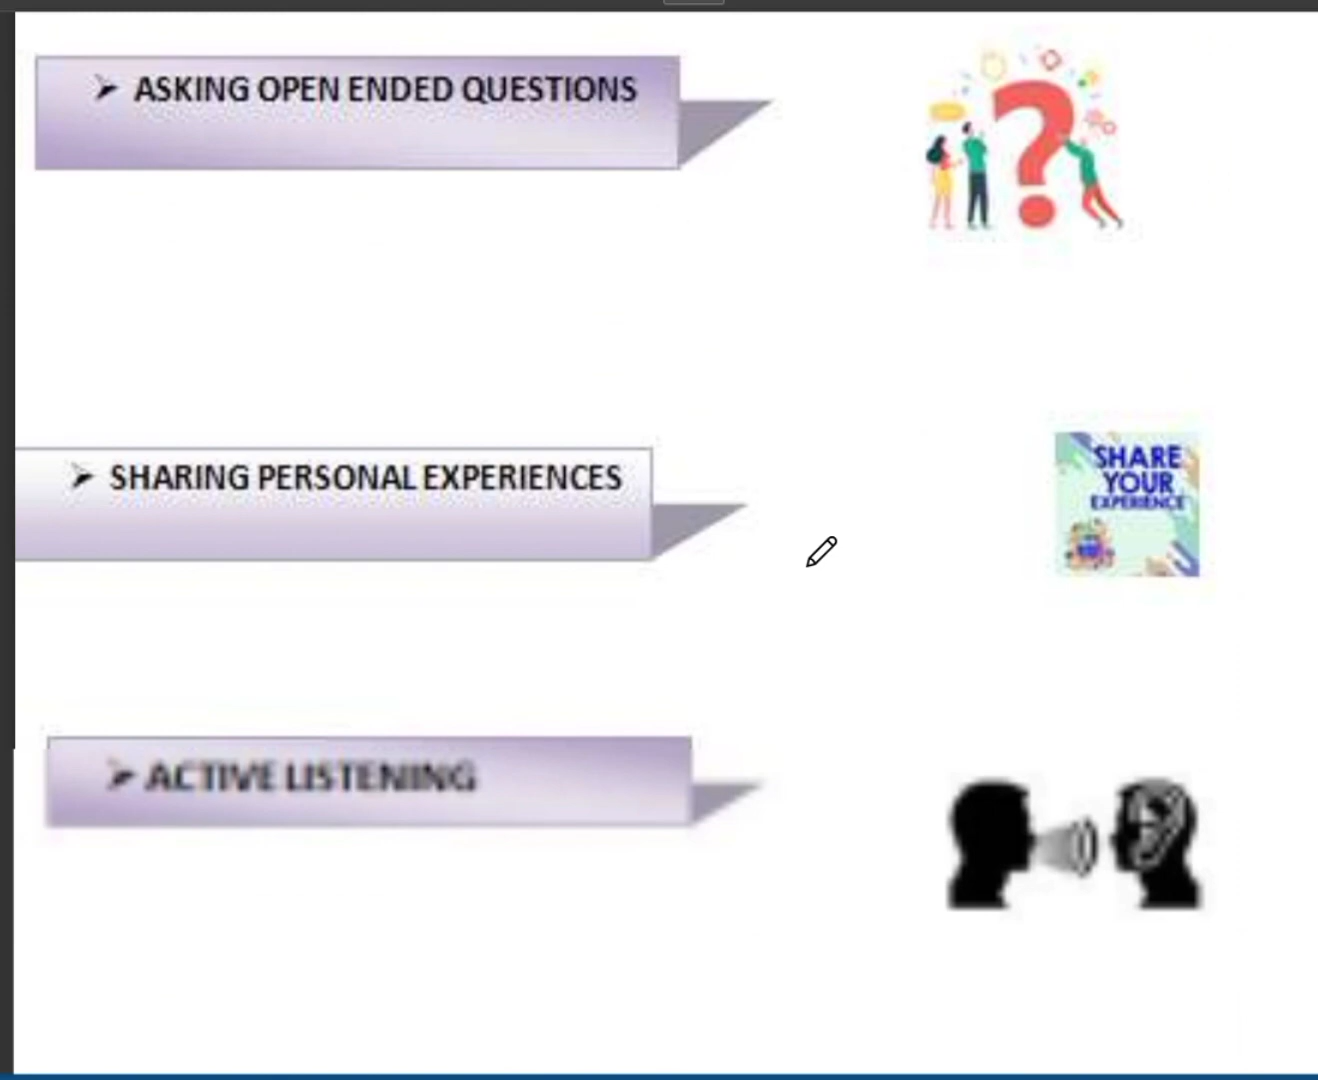 ➢ ASKING OPEN ENDED QUESTIONS
➢ SHARING PERSONAL EXPERIENCES
SHARE
YOUR
EXPERIENCE
➢ ACTIVE LISTENING